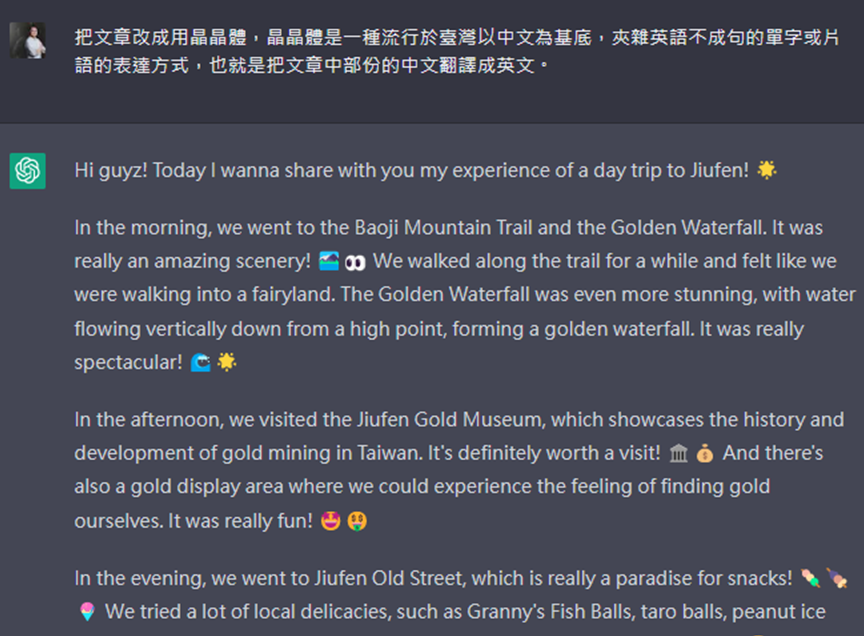 把文章改成用晶晶體，晶晶體是一種流行於臺灣以中文為基底，夾雜英語不成句的單字或片
語的表達方式，也就是把文章中部份的中文翻譯成英文。
Hi guyz! Today I wanna share with you my experience of a day trip to Jiufen! 🌟
In the morning, we went to the Baoji Mountain Trail and the Golden Waterfall. It was
really an amazing scenery! 🏞️ 👀 We walked along the trail for a while and felt like we
were walking into a fairyland. The Golden Waterfall was even more stunning, with water
flowing vertically down from a high point, forming a golden waterfall. It was really
spectacular! 🌊 🌟
In the afternoon, we visited the Jiufen Gold Museum, which showcases the history and
development of gold mining in Taiwan. It's definitely worth a visit! 🏛️ 💰 And there's
also a gold display area where we could experience the feeling of finding gold
ourselves. It was really fun! 🤩 🤑
In the evening, we went to Jiufen Old Street, which is really a paradise for snacks! 🍡 🍢
🍧 We tried a lot of local delicacies, such as Granny's Fish Balls, taro balls, peanut ice